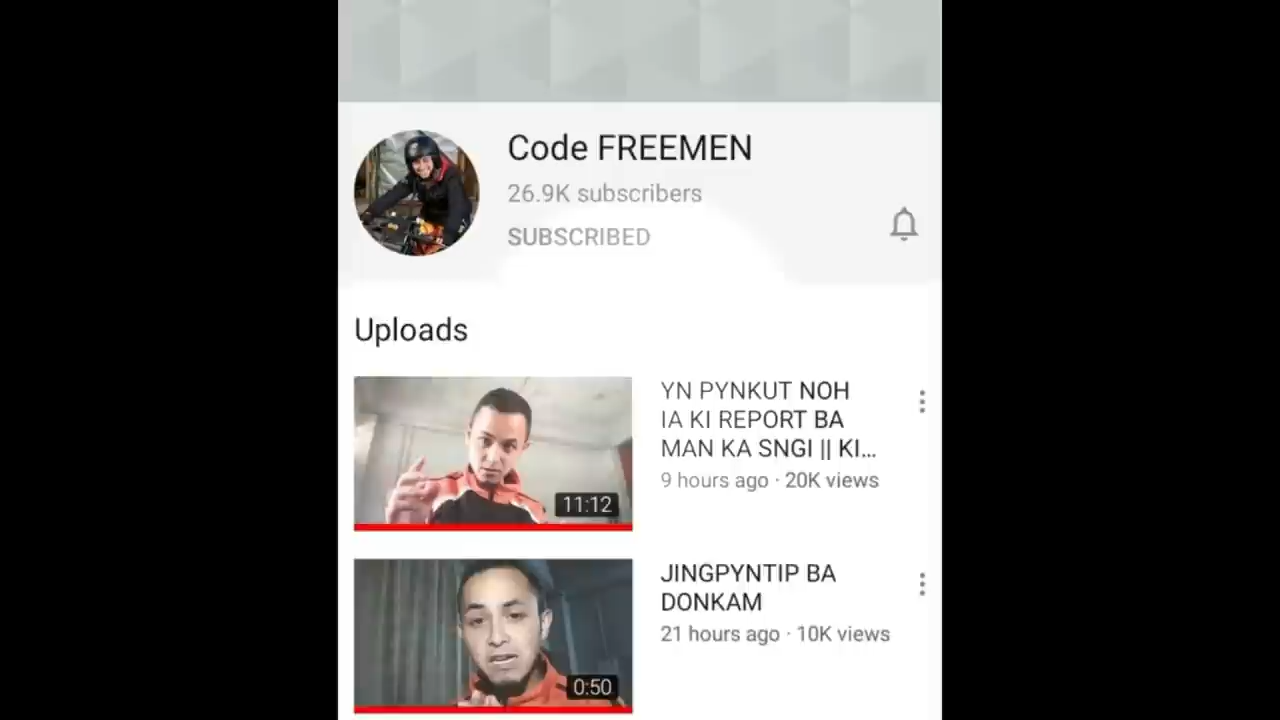 Code FREEMEN
26.9K subscribers
SUBSCRIBED
Uploads
YN PYNKUT NOH
IA KI REPORT BA
MAN KA SNGI || KI...
9 hours ago · 20K views
11:12
JINGPYNTIP BA
DONKAM
21 hours ago · 10K views
0:50